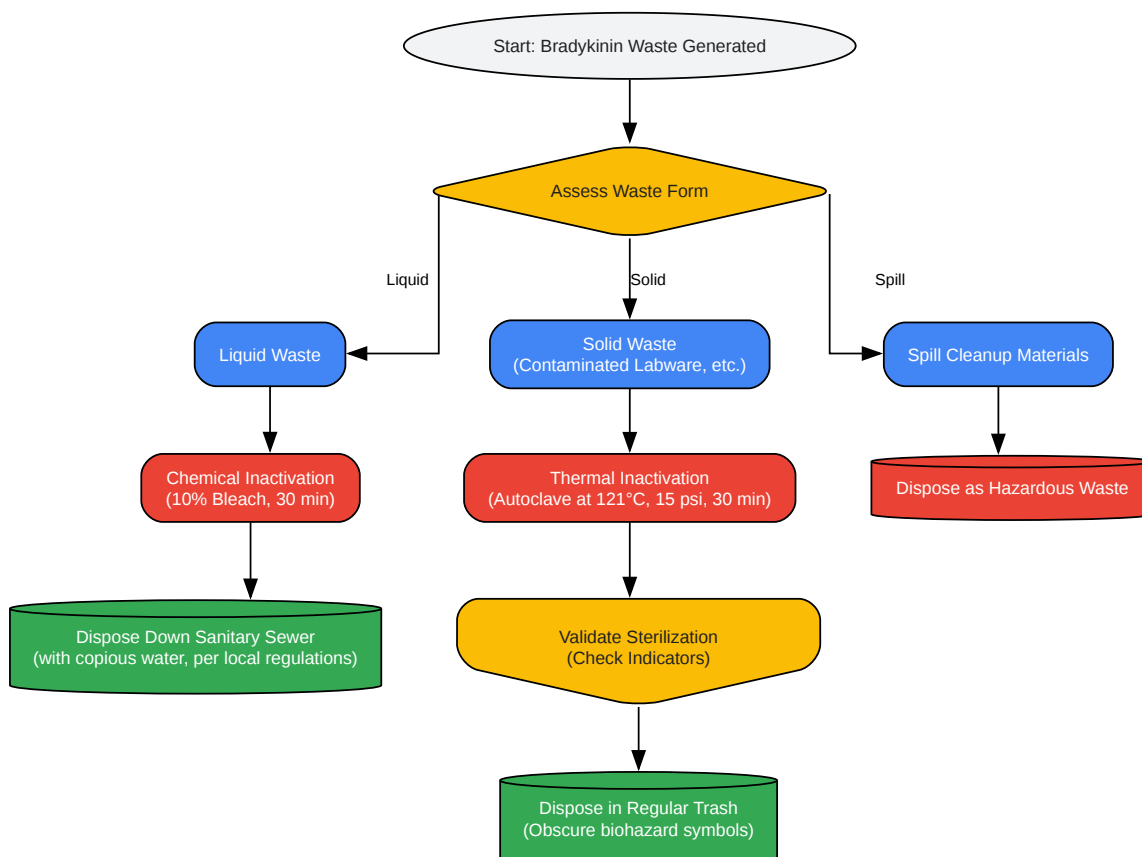 Start: Bradykinin Waste Generated
Assess Waste Form
Liquid
Solid
Spill
Liquid Waste
Solid Waste
(Contaminated Labware, etc.)
Spill Cleanup Materials
Chemical Inactivation
(10% Bleach, 30 min)
Thermal Inactivation
(Autoclave at 121°C, 15 psi, 30 min)
Dispose as Hazardous Waste
Dispose Down Sanitary Sewer
(with copious water, per local regulations)
Validate Sterilization
(Check Indicators)
Dispose in Regular Trash
(Obscure biohazard symbols)